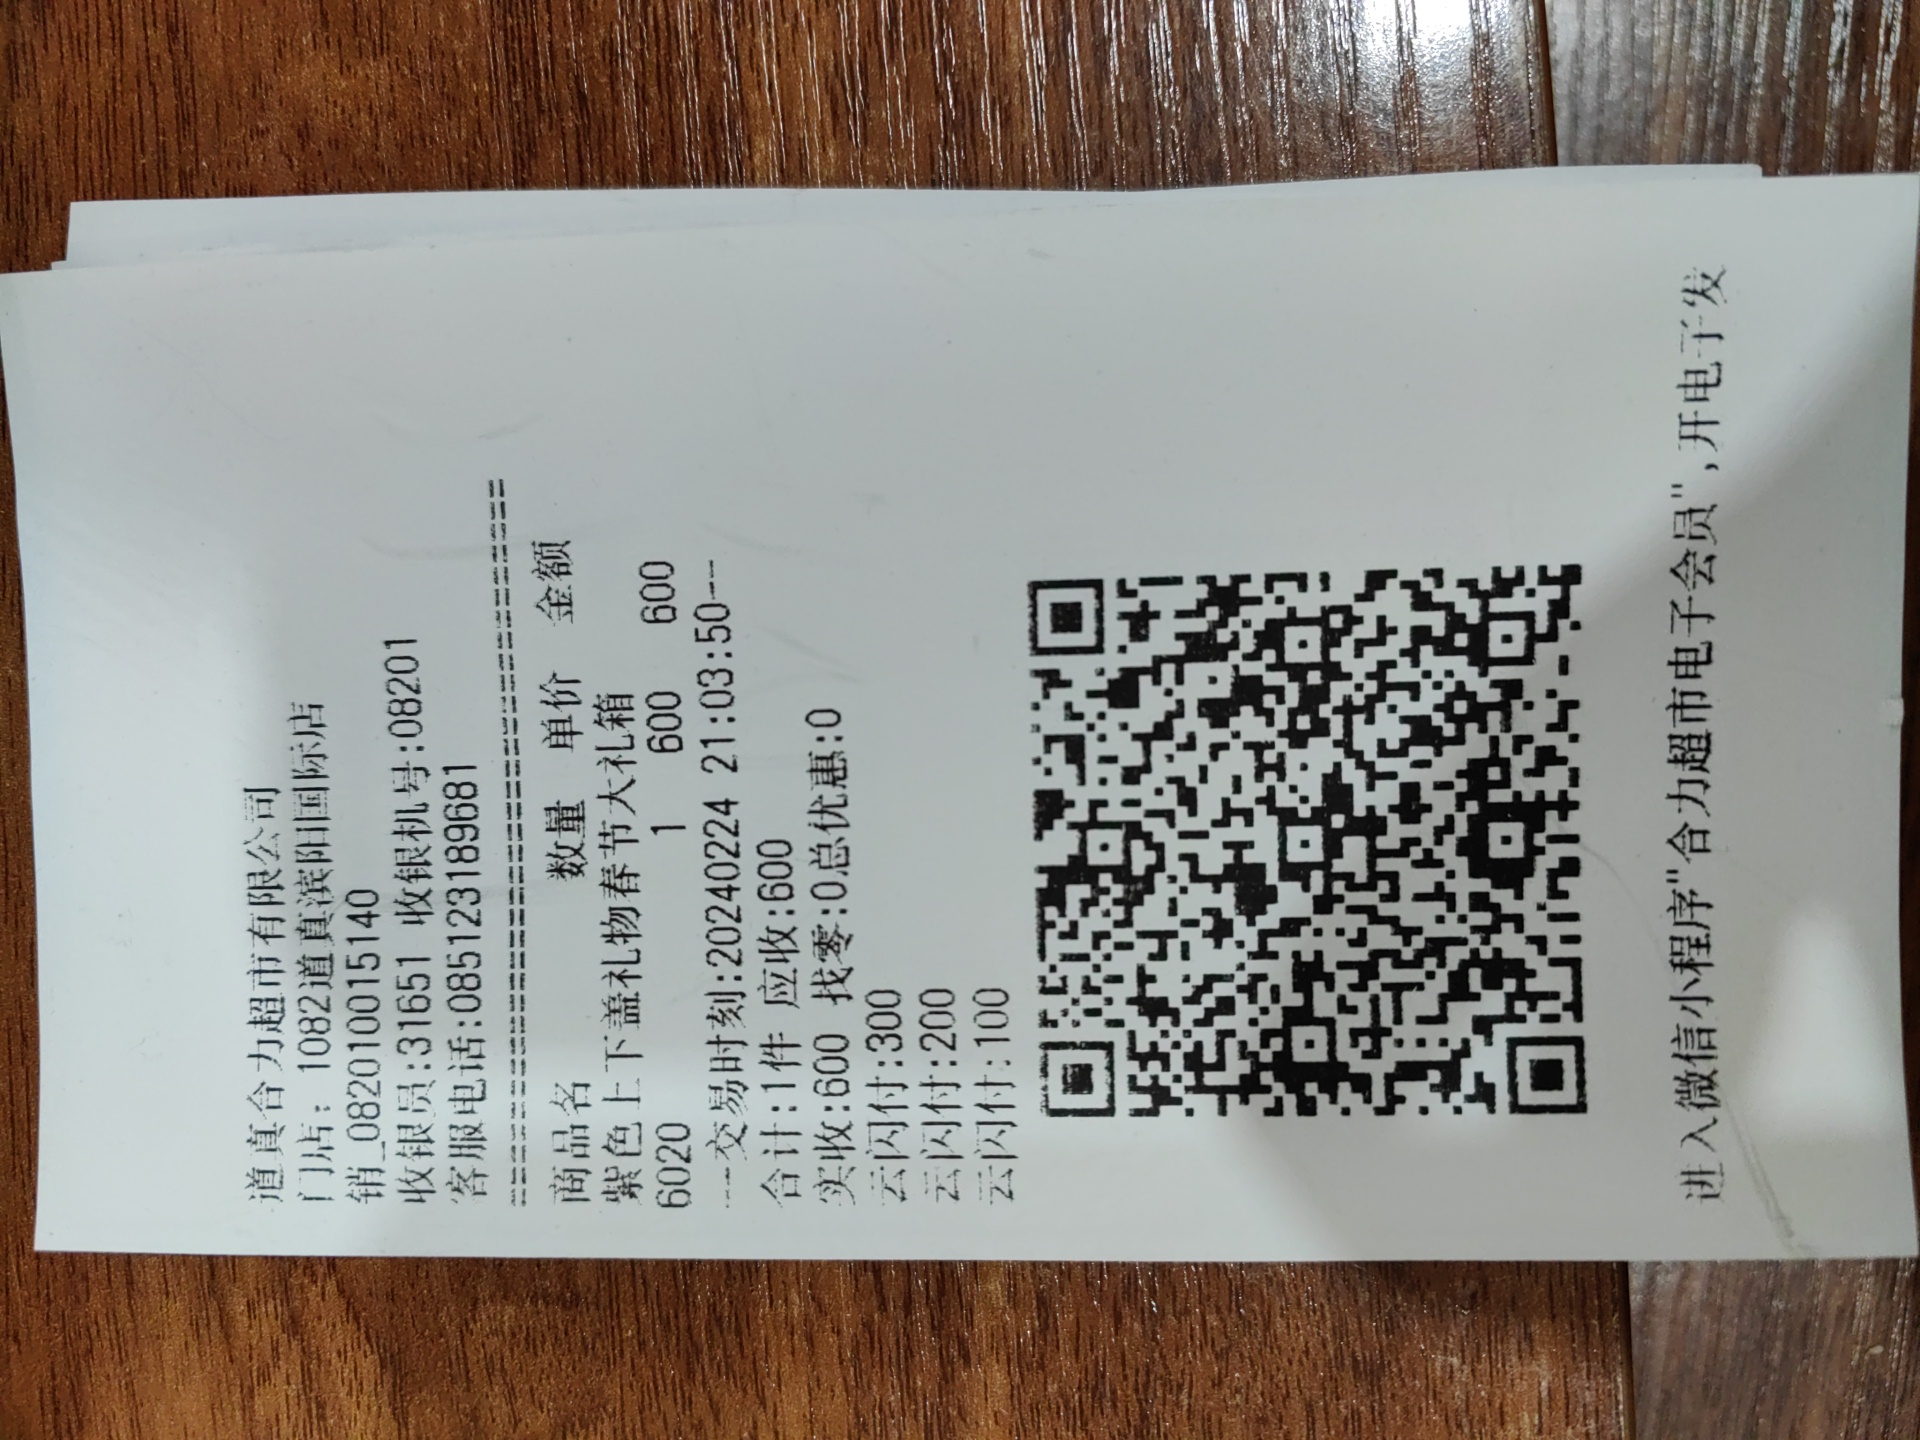 道真合力超市有限公司
门店: 1082道真滨阳国际店
销_082010015140
收银员:31651 收银机号:08201
客服电话:085123189681
================================
商品名 数量 单价 金额
紫色上下盖礼物春节大礼箱
6020 1 600 600
---交易时刻:20240224 21:03:50--
合计:1件 应收:600
实收:600 找零:0总优惠:0
云闪付:300
云闪付:200
云闪付:100
进入微信小程序"合力超市电子会员",开电子发